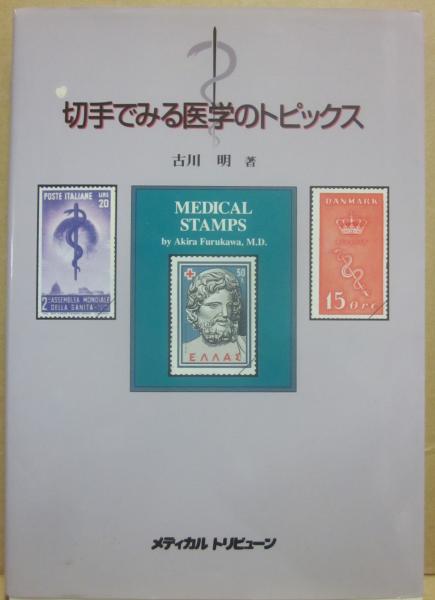 切手でみる医学のトピックス
古川 明 著
POSTE ITALIANE LIRE
20
2ª ASSEMBLEA MONDIALE
DELLA SANITA
MEDICAL
STAMPS
by Akira Furukawa, M.D.
50
ΕΛΛΑΣ
DANMARK
15 Øre
メディカル トリビューン